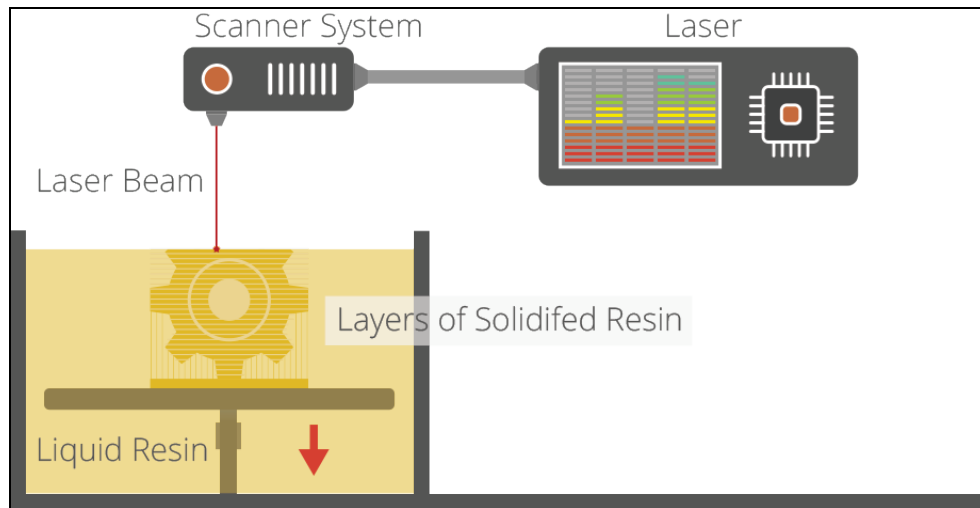 Scanner System
Laser
Laser Beam
Layers of Solidifed Resin
Liquid Resin